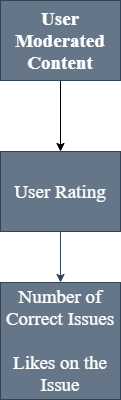 User
Moderated
Content
User Rating
Number of
Correct Issues
Likes on the
Issue